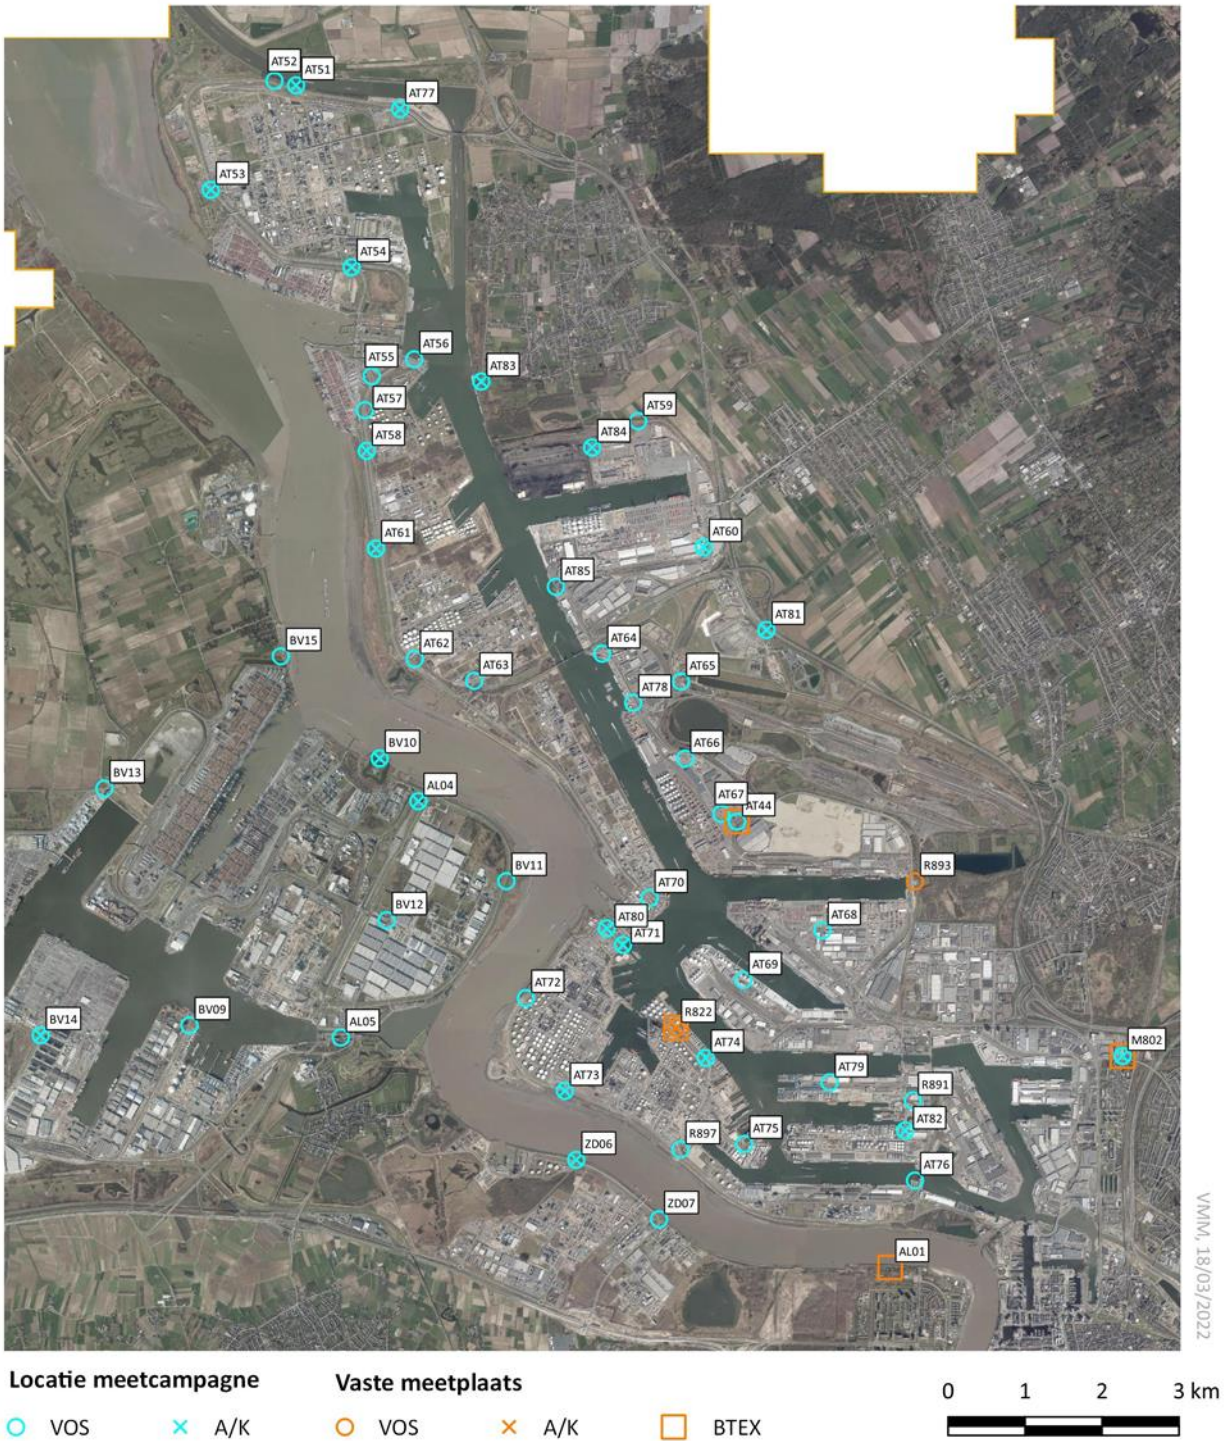 AT52
AT51
AT77
AT53
AT54
AT56
AT55
AT83
AT57
AT59
AT58
AT84
AT61
AT60
AT85
AT81
AT62
AT64
BV15
AT63
AT65
AT78
BV10
AT66
BV13
AL04
AT67
AT44
BV11
R893
AT70
BV12
AT80
AT68
AT71
AT69
AT72
BV09
R822
BV14
AL05
AT74
M802
AT79
AT73
R891
AT82
R897
AT75
ZD06
AT76
ZD07
AL01
VMM, 18/03/2022
Locatie meetcampagne
Vaste meetplaats
VOS
A/K
VOS
A/K
BTEX
0 1 2 3 km